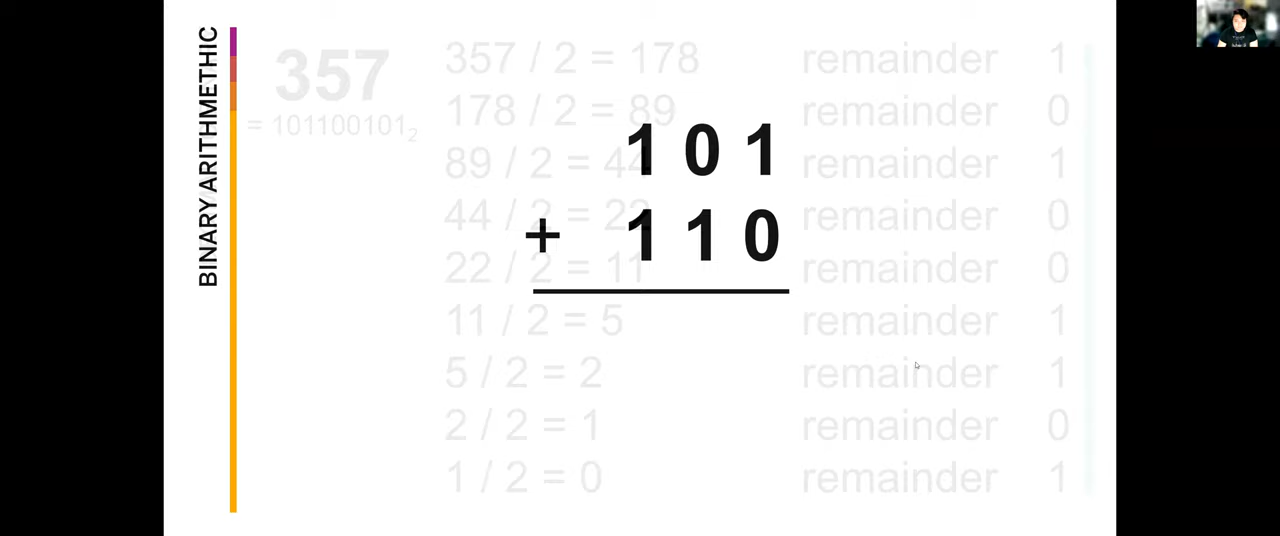 BINARY ARITHMETHIC
357
= 101100101₂
357 / 2 = 178 remainder 1
178 / 2 = 89 remainder 0
89 / 2 = 44 remainder 1
44 / 2 = 22 remainder 0
22 / 2 = 11 remainder 0
11 / 2 = 5 remainder 1
5 / 2 = 2 remainder 1
2 / 2 = 1 remainder 0
1 / 2 = 0 remainder 1
1 0 1
+ 1 1 0